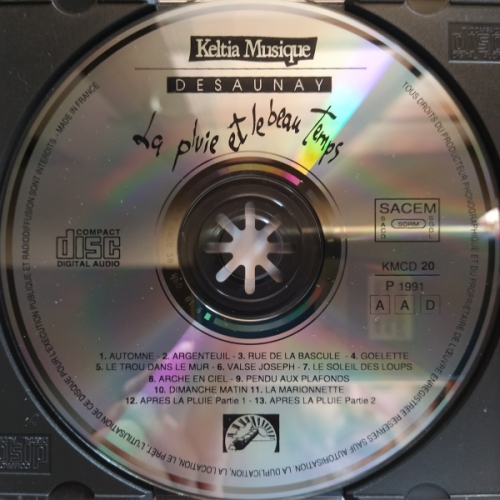 Keltia Musique
DESAUNAY
La pluie et le beau Temps
COMPACT
disc
DIGITAL AUDIO
SACEM
SACD
SDRM
SGDL
KMCD 20
P 1991
A A D
1. AUTOMNE - 2. ARGENTEUIL - 3. RUE DE LA BASCULE - 4. GOELETTE
5. LE TROU DANS LE MUR - 6. VALSE JOSEPH - 7. LE SOLEIL DES LOUPS
8. ARCHE EN CIEL - 9. PENDU AUX PLAFONDS
10. DIMANCHE MATIN 11. LA MARIONNETTE
12. APRES LA PLUIE Partie 1 - 13. APRES LA PLUIE Partie 2
TOUS DROITS DU PRODUCTEUR PHONOGRAPHIQUE ET DU PROPRIETAIRE DE L'ŒUVRE ENREGISTREE RESERVES SAUF AUTORISATION. LA DUPLICATION, LA LOCATION, LE PRET, L'UTILISATION DE CE DISQUE POUR L'EXECUTION PUBLIQUE ET RADIODIFFUSION SONT INTERDITS - MADE IN FRANCE